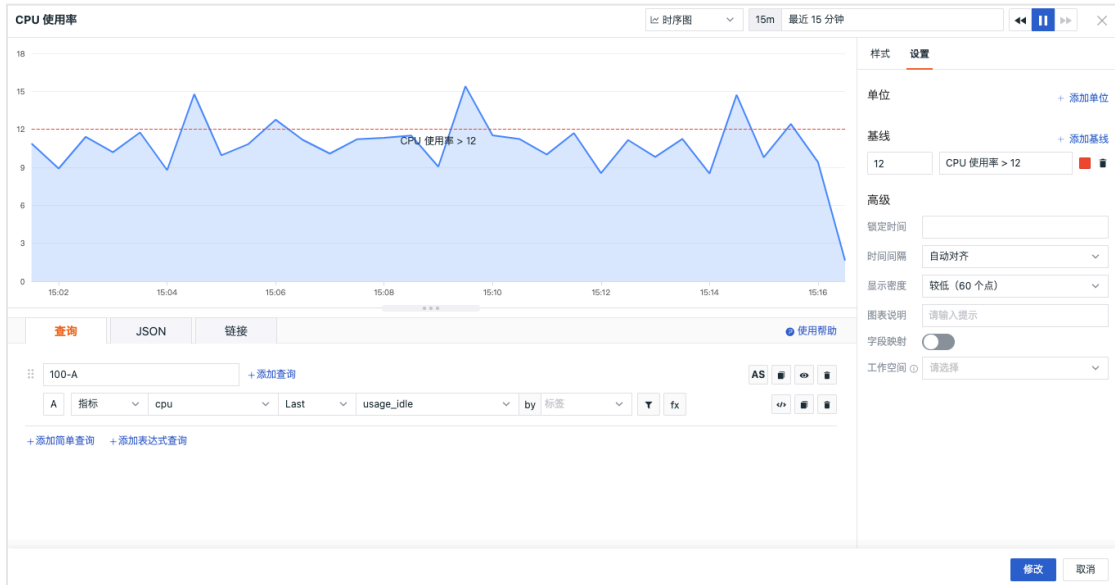 CPU 使用率
时序图
15m 最近 15 分钟
18
15
12
9
6
3
0
CPU 使用率 > 12
15:02 15:04 15:06 15:08 15:10 15:12 15:14 15:16
样式 设置
单位 + 添加单位
基线 + 添加基线
12 CPU 使用率 > 12
高级
锁定时间
时间间隔 自动对齐
显示密度 较低（60 个点）
图表说明 请输入提示
字段映射
工作空间 请选择
查询 JSON 链接 使用帮助
100-A +添加查询 AS
A 指标 cpu Last usage_idle by 标签 fx </>
+添加简单查询 +添加表达式查询
修改 取消